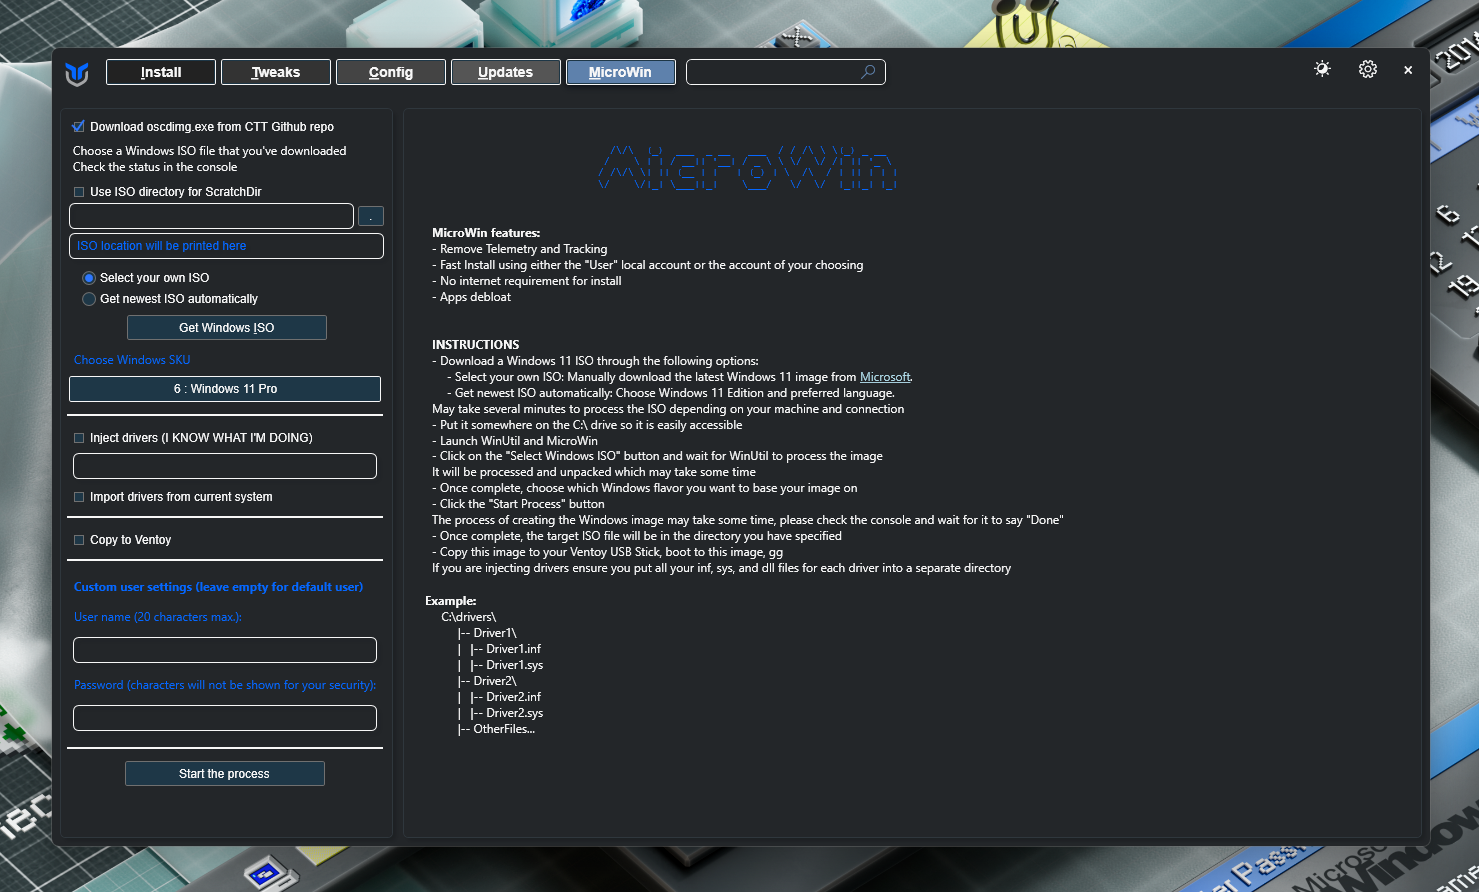 Install
Tweaks
Config
Updates
MicroWin
Download oscdimg.exe from CTT Github repo
Choose a Windows ISO file that you've downloaded
Check the status in the console
Use ISO directory for ScratchDir
.
ISO location will be printed here
Select your own ISO
Get newest ISO automatically
Get Windows ISO
Choose Windows SKU
6 : Windows 11 Pro
Inject drivers (I KNOW WHAT I'M DOING)
Import drivers from current system
Copy to Ventoy
Custom user settings (leave empty for default user)
User name (20 characters max.):
Password (characters will not be shown for your security):
Start the process
MicroWin
MicroWin features:
- Remove Telemetry and Tracking
- Fast Install using either the "User" local account or the account of your choosing
- No internet requirement for install
- Apps debloat
INSTRUCTIONS
- Download a Windows 11 ISO through the following options:
- Select your own ISO: Manually download the latest Windows 11 image from Microsoft.
- Get newest ISO automatically: Choose Windows 11 Edition and preferred language.
May take several minutes to process the ISO depending on your machine and connection
- Put it somewhere on the C:\ drive so it is easily accessible
- Launch WinUtil and MicroWin
- Click on the "Select Windows ISO" button and wait for WinUtil to process the image
It will be processed and unpacked which may take some time
- Once complete, choose which Windows flavor you want to base your image on
- Click the "Start Process" button
The process of creating the Windows image may take some time, please check the console and wait for it to say "Done"
- Once complete, the target ISO file will be in the directory you have specified
- Copy this image to your Ventoy USB Stick, boot to this image, gg
If you are injecting drivers ensure you put all your inf, sys, and dll files for each driver into a separate directory
Example:
C:\drivers\
|-- Driver1\
| |-- Driver1.inf
| |-- Driver1.sys
|-- Driver2\
| |-- Driver2.inf
| |-- Driver2.sys
|-- OtherFiles...